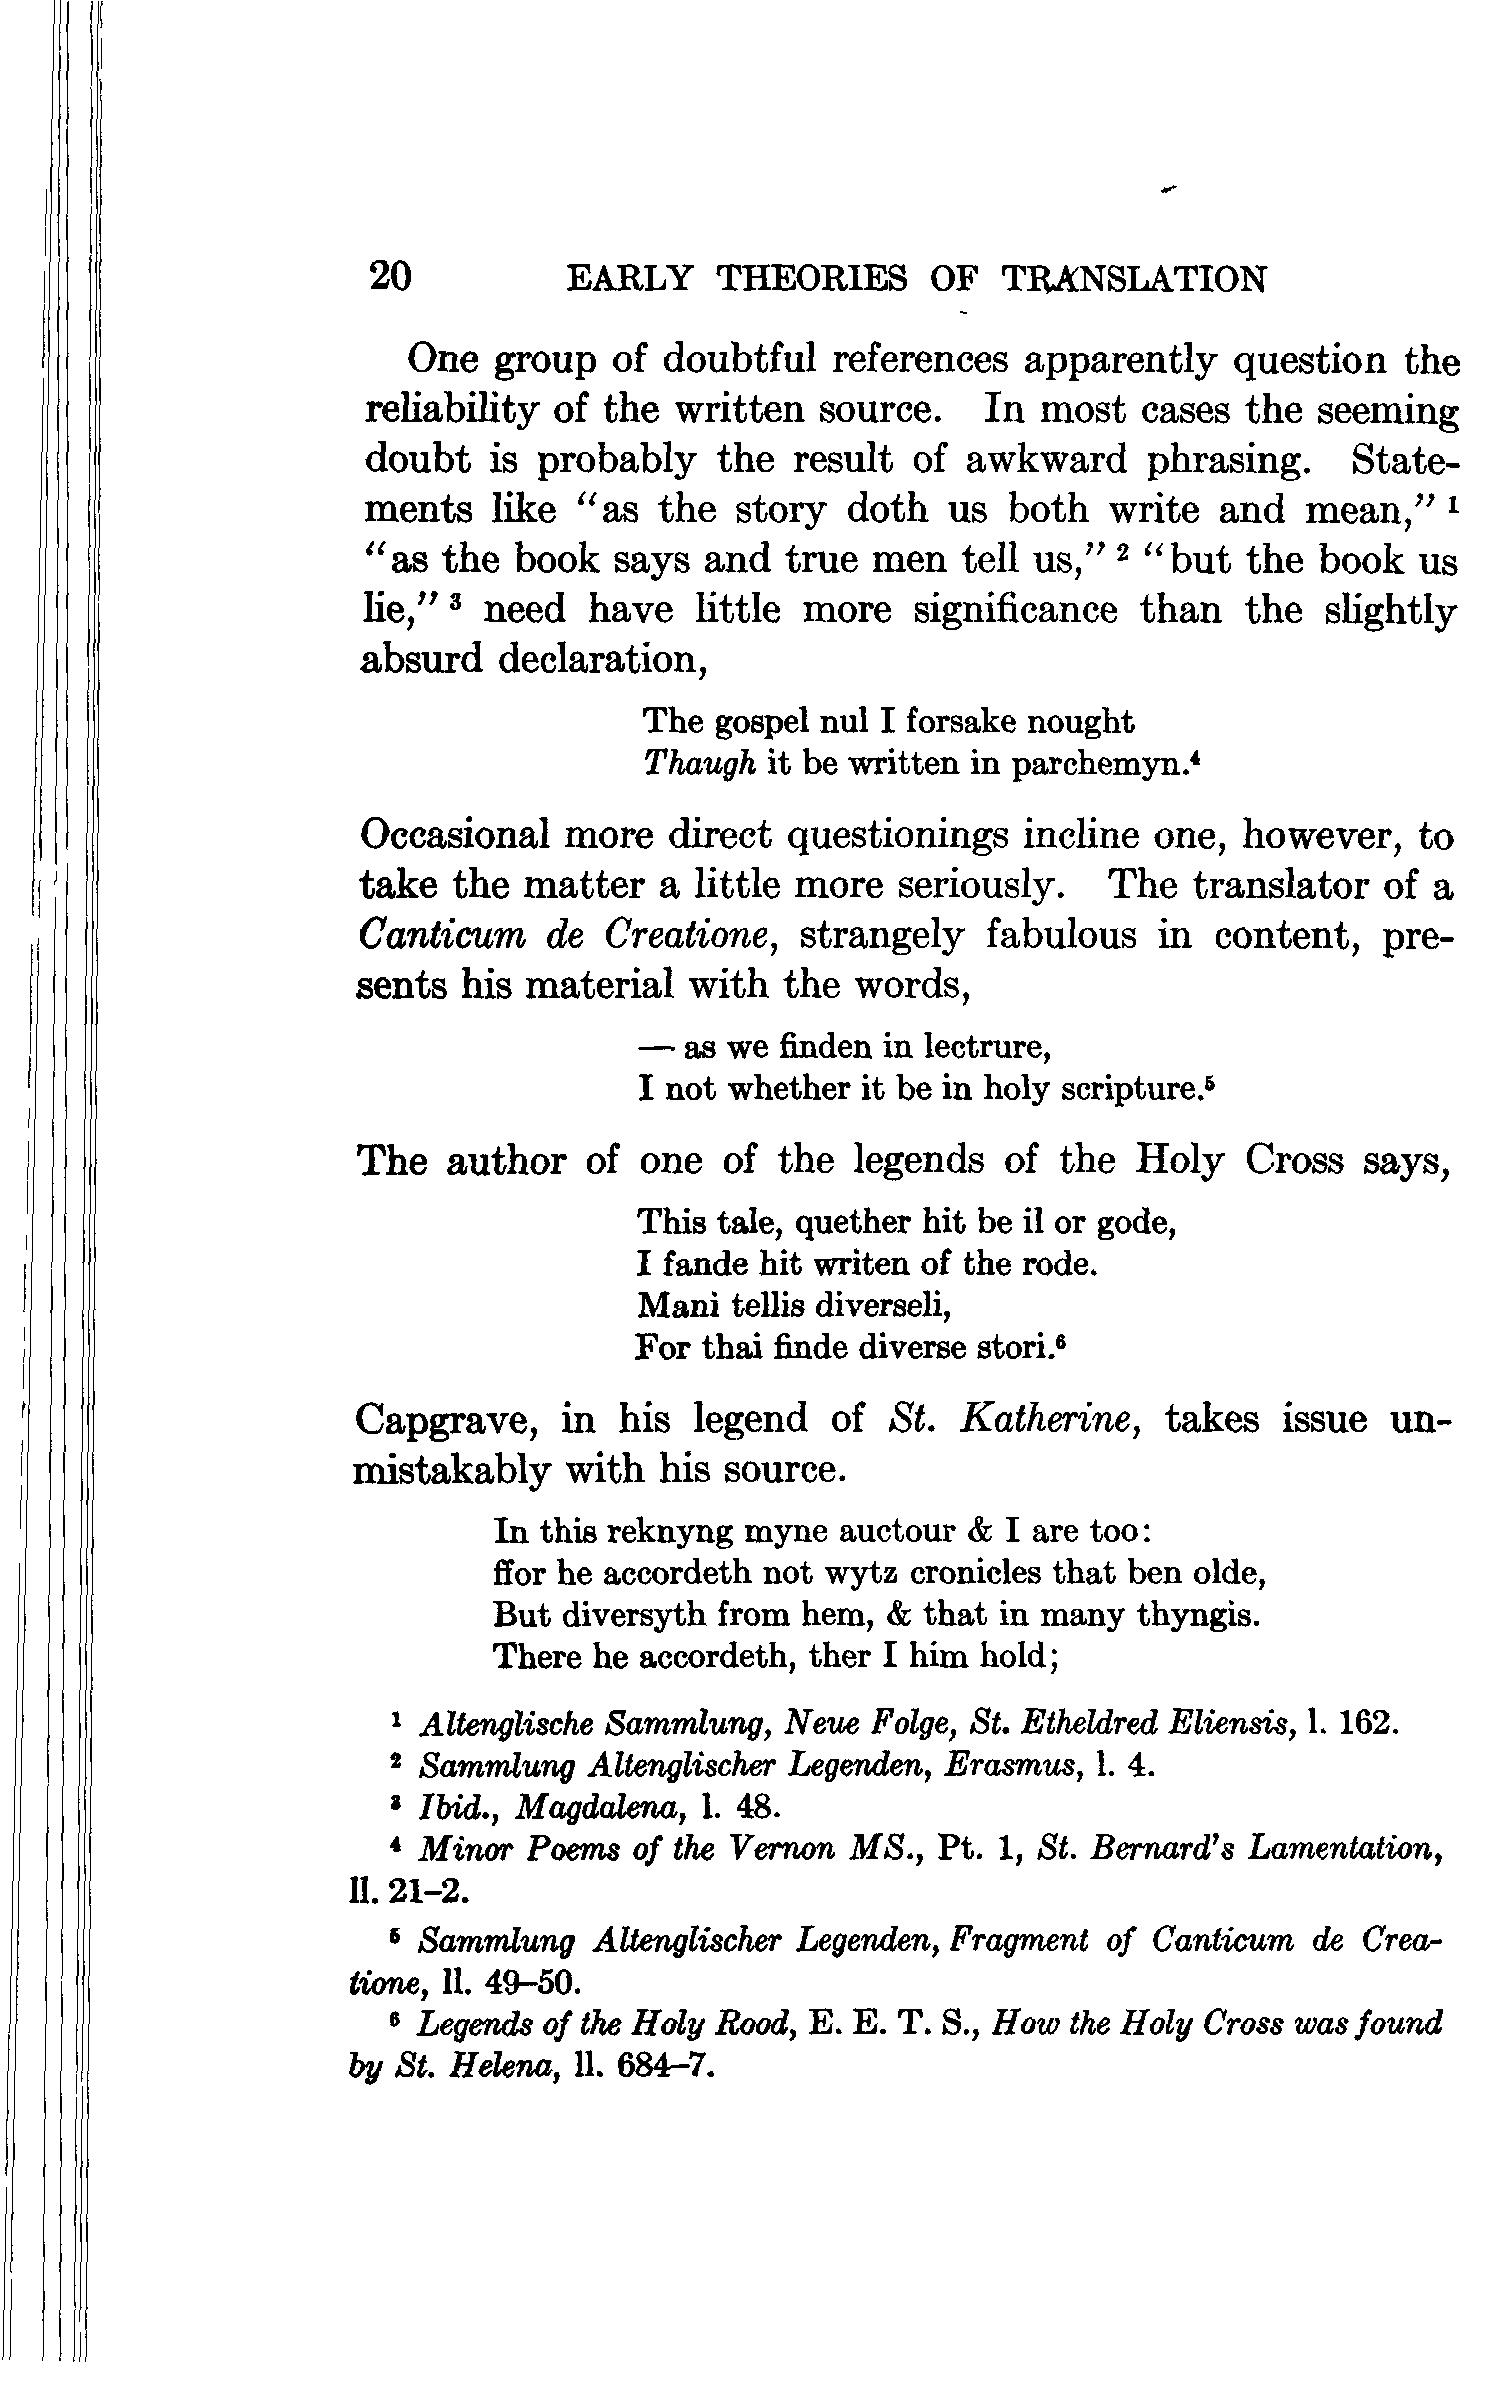 20 EARLY THEORIES OF TRANSLATION
One group of doubtful references apparently question the
reliability of the written source. In most cases the seeming
doubt is probably the result of awkward phrasing. State-
ments like “as the story doth us both write and mean,” ¹
“as the book says and true men tell us,” ² “but the book us
lie,” ³ need have little more significance than the slightly
absurd declaration,
The gospel nul I forsake nought
Thaugh it be written in parchemyn.⁴
Occasional more direct questionings incline one, however, to
take the matter a little more seriously. The translator of a
Canticum de Creatione, strangely fabulous in content, pre-
sents his material with the words,
— as we finden in lectrure,
I not whether it be in holy scripture.⁵
The author of one of the legends of the Holy Cross says,
This tale, quether hit be il or gode,
I fande hit writen of the rode.
Mani tellis diverseli,
For thai finde diverse stori.⁶
Capgrave, in his legend of St. Katherine, takes issue un-
mistakably with his source.
In this reknyng myne auctour & I are too:
ffor he accordeth not wytz cronicles that ben olde,
But diversyth from hem, & that in many thyngis.
There he accordeth, ther I him hold;
¹ Altenglische Sammlung, Neue Folge, St. Etheldred Eliensis, l. 162.
² Sammlung Altenglischer Legenden, Erasmus, l. 4.
³ Ibid., Magdalena, l. 48.
⁴ Minor Poems of the Vernon MS., Pt. 1, St. Bernard’s Lamentation,
ll. 21–2.
⁵ Sammlung Altenglischer Legenden, Fragment of Canticum de Crea-
tione, ll. 49–50.
⁶ Legends of the Holy Rood, E. E. T. S., How the Holy Cross was found
by St. Helena, ll. 684–7.